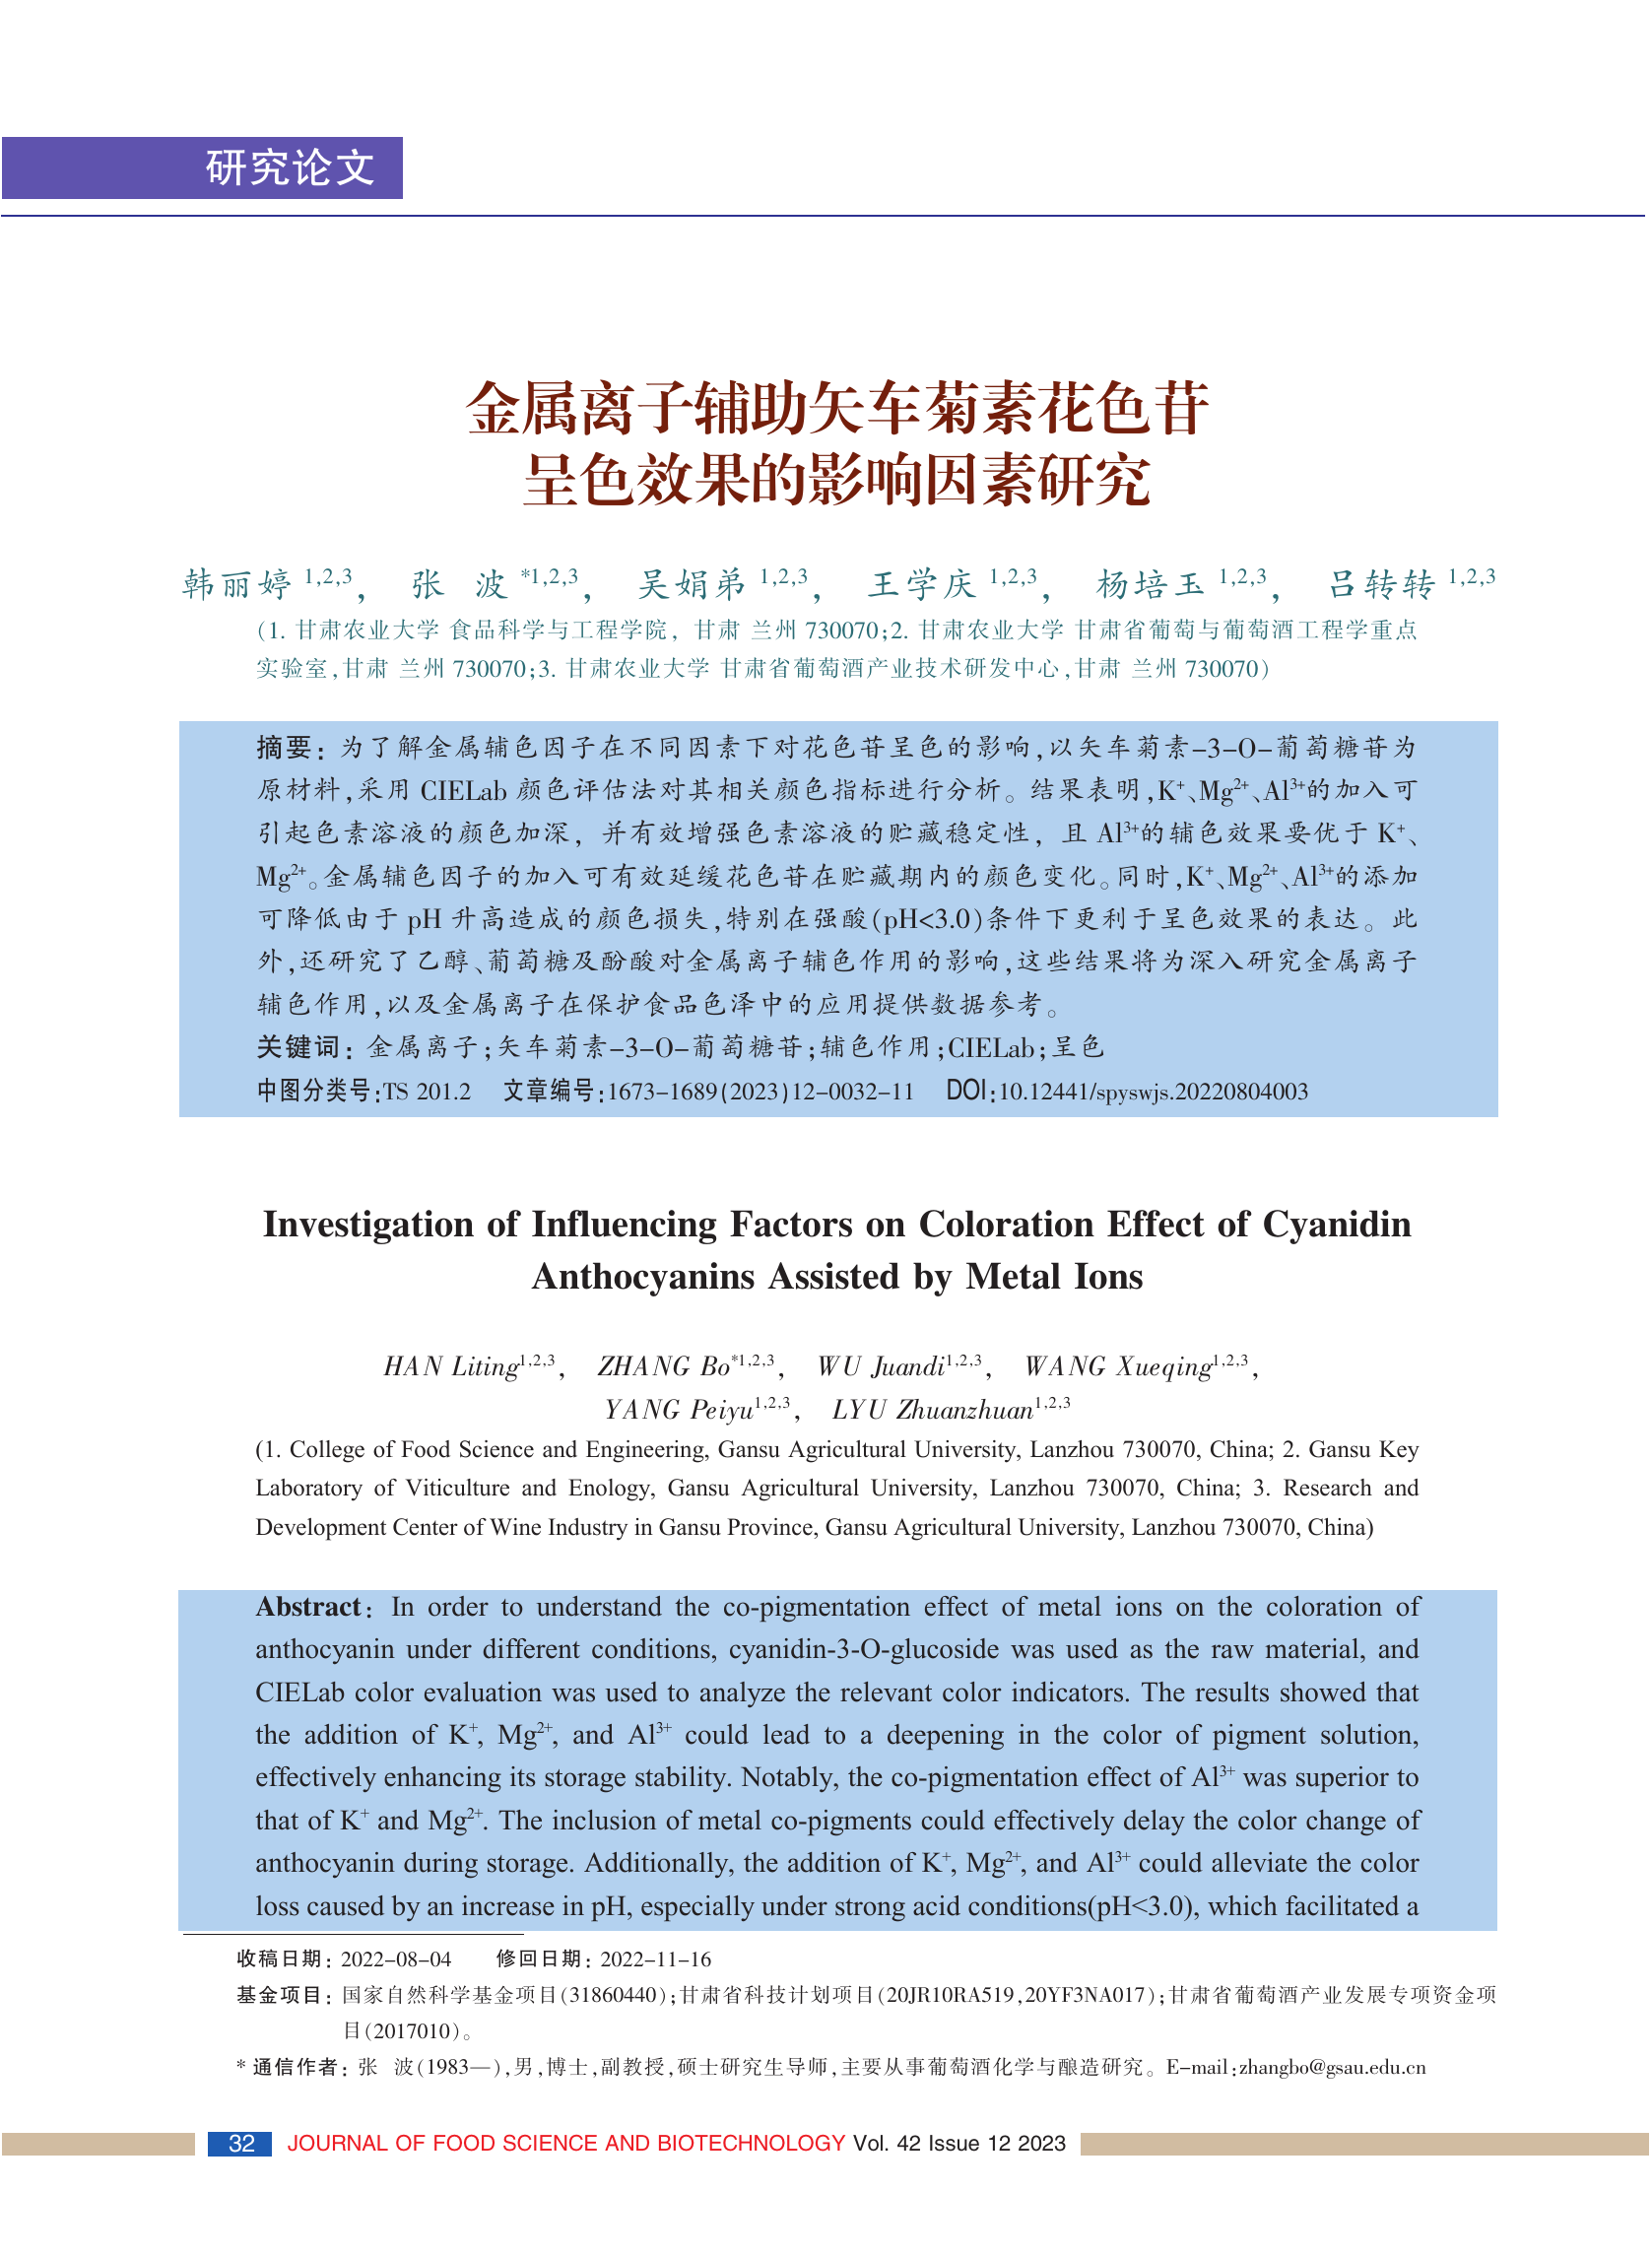 研究论文
金属离子辅助矢车菊素花色苷
呈色效果的影响因素研究
韩丽婷 1,2,3， 张 波 *1,2,3， 吴娟弟 1,2,3， 王学庆 1,2,3， 杨培玉 1,2,3， 吕转转 1,2,3
(1. 甘肃农业大学 食品科学与工程学院，甘肃 兰州 730070;2. 甘肃农业大学 甘肃省葡萄与葡萄酒工程学重点
实验室,甘肃 兰州 730070;3. 甘肃农业大学 甘肃省葡萄酒产业技术研发中心,甘肃 兰州 730070)
摘要: 为了解金属辅色因子在不同因素下对花色苷呈色的影响,以矢车菊素-3-O-葡萄糖苷为
原材料,采用 CIELab 颜色评估法对其相关颜色指标进行分析。结果表明,K⁺、Mg²⁺、Al³⁺的加入可
引起色素溶液的颜色加深，并有效增强色素溶液的贮藏稳定性，且 Al³⁺的辅色效果要优于 K⁺、
Mg²⁺。金属辅色因子的加入可有效延缓花色苷在贮藏期内的颜色变化。同时,K⁺、Mg²⁺、Al³⁺的添加
可降低由于 pH 升高造成的颜色损失,特别在强酸(pH<3.0)条件下更利于呈色效果的表达。此
外,还研究了乙醇、葡萄糖及酚酸对金属离子辅色作用的影响,这些结果将为深入研究金属离子
辅色作用,以及金属离子在保护食品色泽中的应用提供数据参考。
关键词: 金属离子;矢车菊素-3-O-葡萄糖苷;辅色作用;CIELab;呈色
中图分类号:TS 201.2 文章编号:1673-1689(2023)12-0032-11 DOI:10.12441/spyswjs.20220804003
Investigation of Influencing Factors on Coloration Effect of Cyanidin
Anthocyanins Assisted by Metal Ions
HAN Liting1,2,3, ZHANG Bo*1,2,3, WU Juandi1,2,3, WANG Xueqing1,2,3,
YANG Peiyu1,2,3, LYU Zhuanzhuan1,2,3
(1. College of Food Science and Engineering, Gansu Agricultural University, Lanzhou 730070, China; 2. Gansu Key
Laboratory of Viticulture and Enology, Gansu Agricultural University, Lanzhou 730070, China; 3. Research and
Development Center of Wine Industry in Gansu Province, Gansu Agricultural University, Lanzhou 730070, China)
Abstract: In order to understand the co-pigmentation effect of metal ions on the coloration of
anthocyanin under different conditions, cyanidin-3-O-glucoside was used as the raw material, and
CIELab color evaluation was used to analyze the relevant color indicators. The results showed that
the addition of K⁺, Mg²⁺, and Al³⁺ could lead to a deepening in the color of pigment solution,
effectively enhancing its storage stability. Notably, the co-pigmentation effect of Al³⁺ was superior to
that of K⁺ and Mg²⁺. The inclusion of metal co-pigments could effectively delay the color change of
anthocyanin during storage. Additionally, the addition of K⁺, Mg²⁺, and Al³⁺ could alleviate the color
loss caused by an increase in pH, especially under strong acid conditions(pH<3.0), which facilitated a
收稿日期: 2022-08-04 修回日期: 2022-11-16
基金项目: 国家自然科学基金项目(31860440);甘肃省科技计划项目(20JR10RA519,20YF3NA017);甘肃省葡萄酒产业发展专项资金项
目(2017010)。
* 通信作者: 张 波(1983—),男,博士,副教授,硕士研究生导师,主要从事葡萄酒化学与酿造研究。E-mail:zhangbo@gsau.edu.cn
32 JOURNAL OF FOOD SCIENCE AND BIOTECHNOLOGY Vol. 42 Issue 12 2023